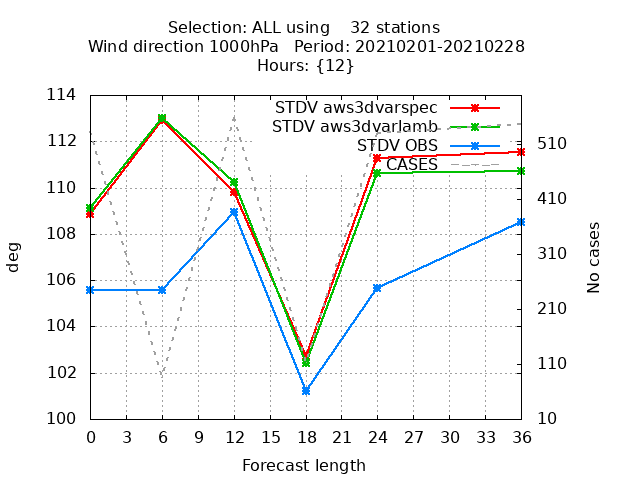 Selection: ALL using 32 stations
Wind direction 1000hPa Period: 20210201-20210228
Hours: {12}
114
112
110
108
106
104
102
100
deg
STDV aws3dvarspec
STDV aws3dvarlamb
STDV OBS
CASES
510
410
310
210
110
10
No cases
0 3 6 9 12 15 18 21 24 27 30 33 36
Forecast length